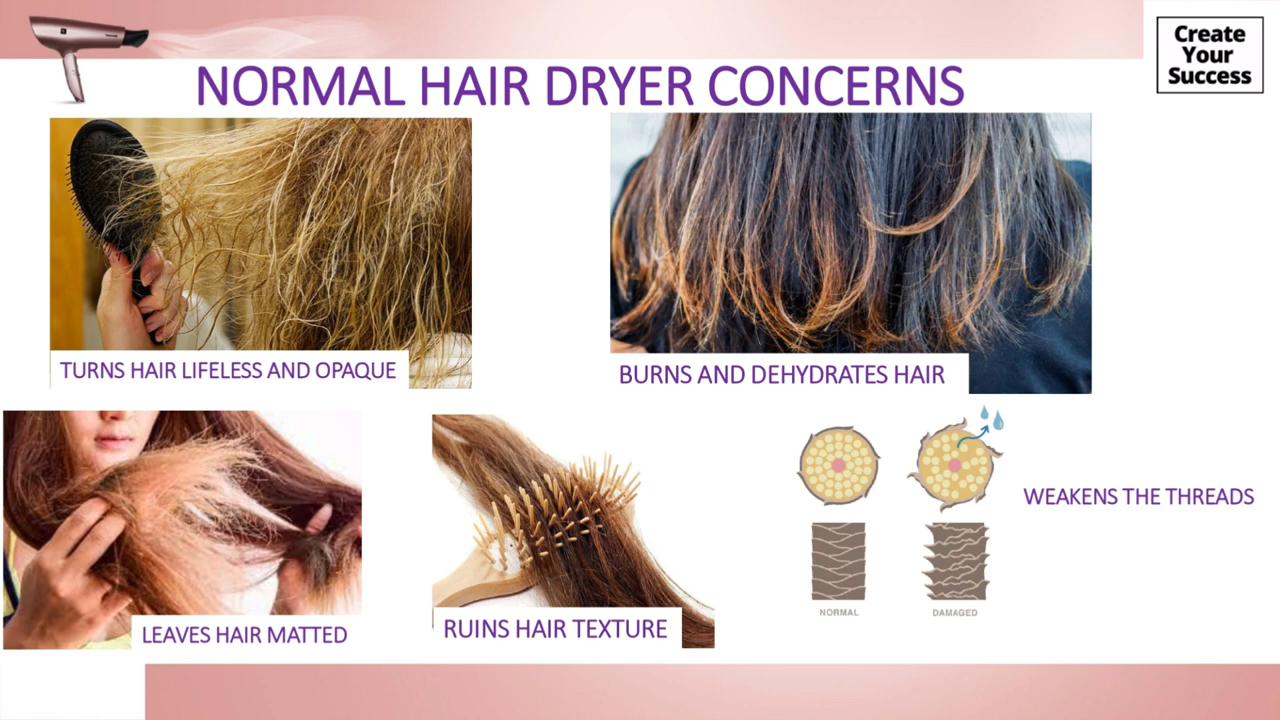 Create
Your
Success
NORMAL HAIR DRYER CONCERNS
TURNS HAIR LIFELESS AND OPAQUE
BURNS AND DEHYDRATES HAIR
LEAVES HAIR MATTED
RUINS HAIR TEXTURE
NORMAL
DAMAGED
WEAKENS THE THREADS